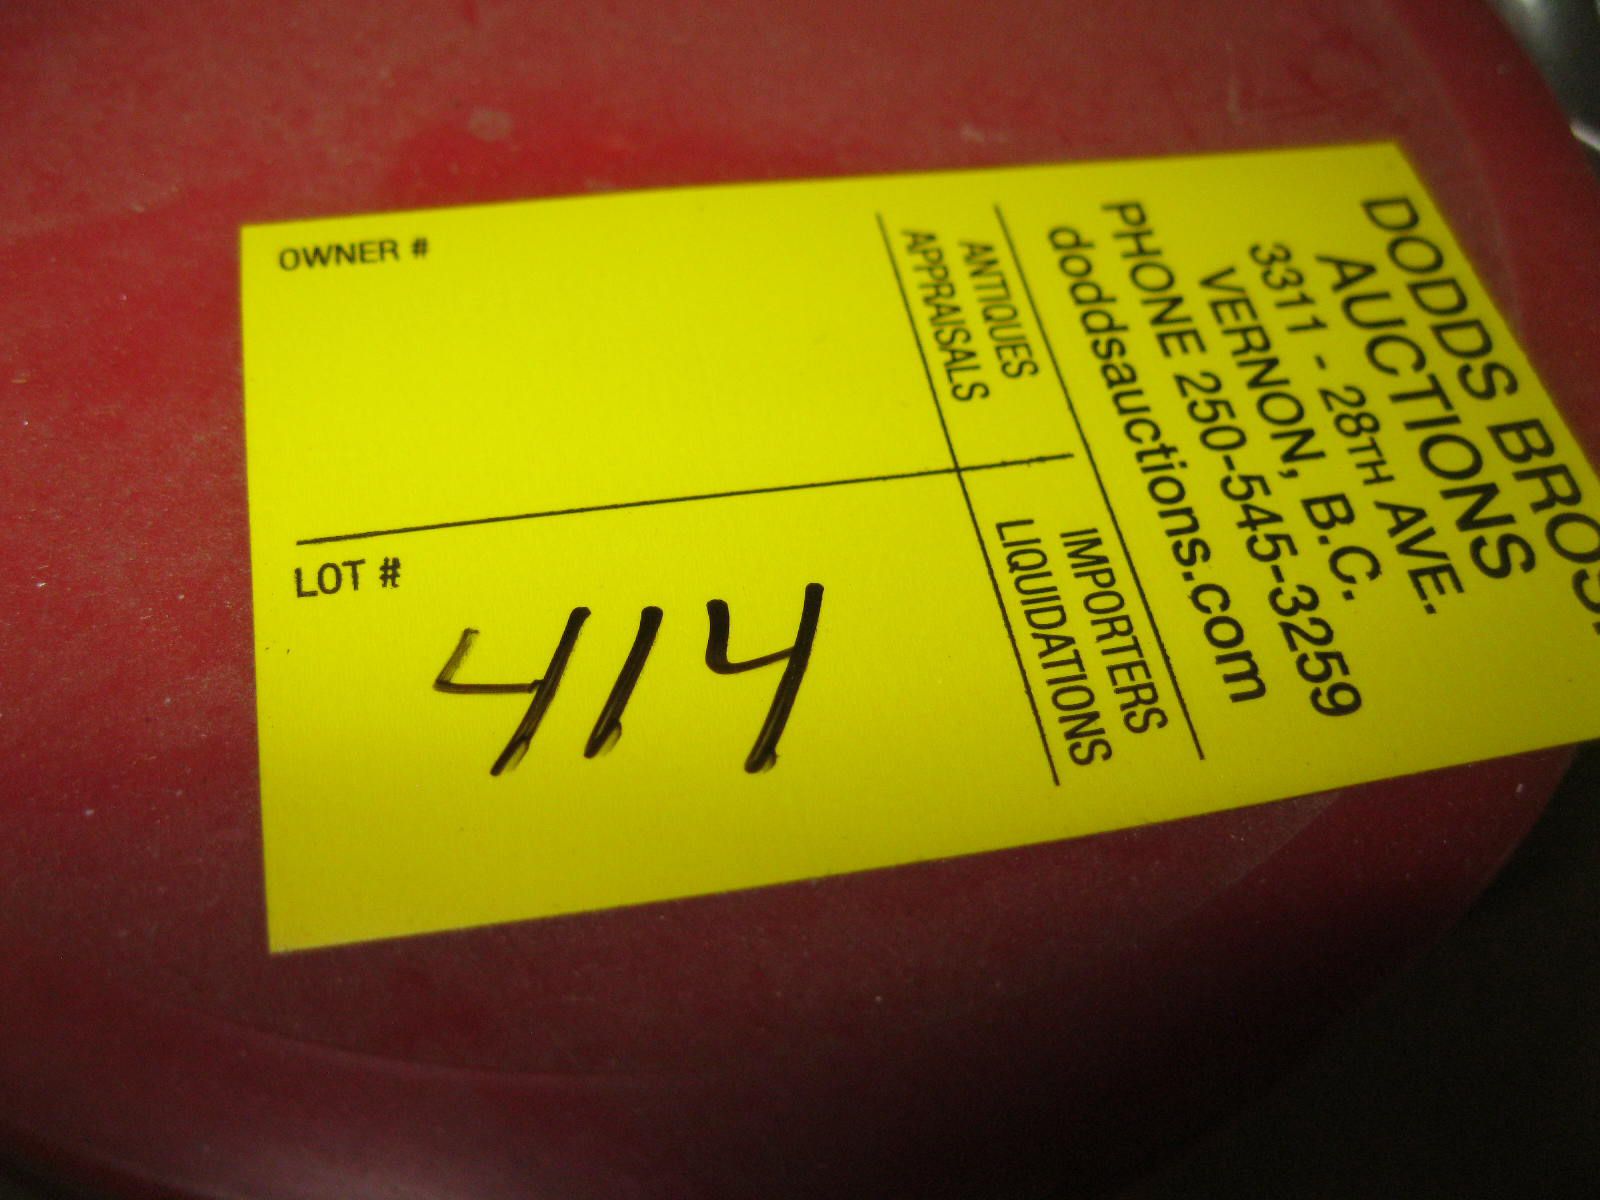 DODDS BROS.
AUCTIONS
3311 - 28TH AVE.
VERNON, B.C.
PHONE 250-545-3259
doddsauctions.com
ANTIQUES
APPRAISALS
IMPORTERS
LIQUIDATIONS
OWNER #
LOT #
414